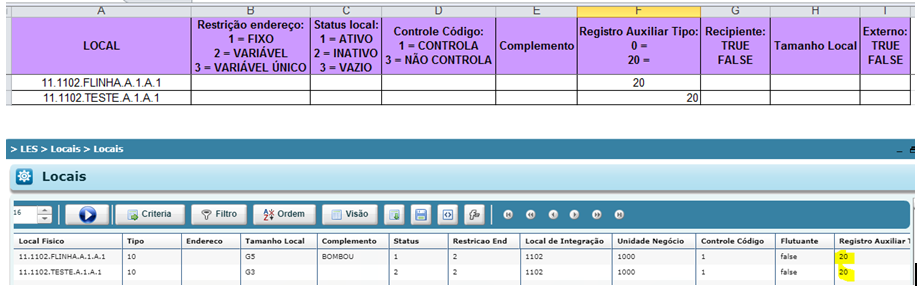 A B C D E F G H I
LOCAL
Restrição endereço:
1 = FIXO
2 = VARIÁVEL
3 = VARIÁVEL ÚNICO
Status local:
1 = ATIVO
2 = INATIVO
3 = VAZIO
Controle Código:
1 = CONTROLA
3 = NÃO CONTROLA
Complemento
Registro Auxiliar Tipo:
0 =
20 =
Recipiente:
TRUE
FALSE
Tamanho Local
Externo:
TRUE
FALSE
11.1102.FLINHA.A.1.A.1 20
11.1102.TESTE.A.1.A.1 20
> LES > Locais > Locais
Locais
16 Criteria Filtro Ordem Visão
Local Fisico Tipo Endereco Tamanho Local Complemento Status Restricao End Local de Integração Unidade Negócio Controle Código Flutuante Registro Auxiliar T
11.1102.FLINHA.A.1.A.1 10 G5 BOMBOU 1 2 1102 1000 1 false 20
11.1102.TESTE.A.1.A.1 10 G3 2 2 1102 1000 1 false 20